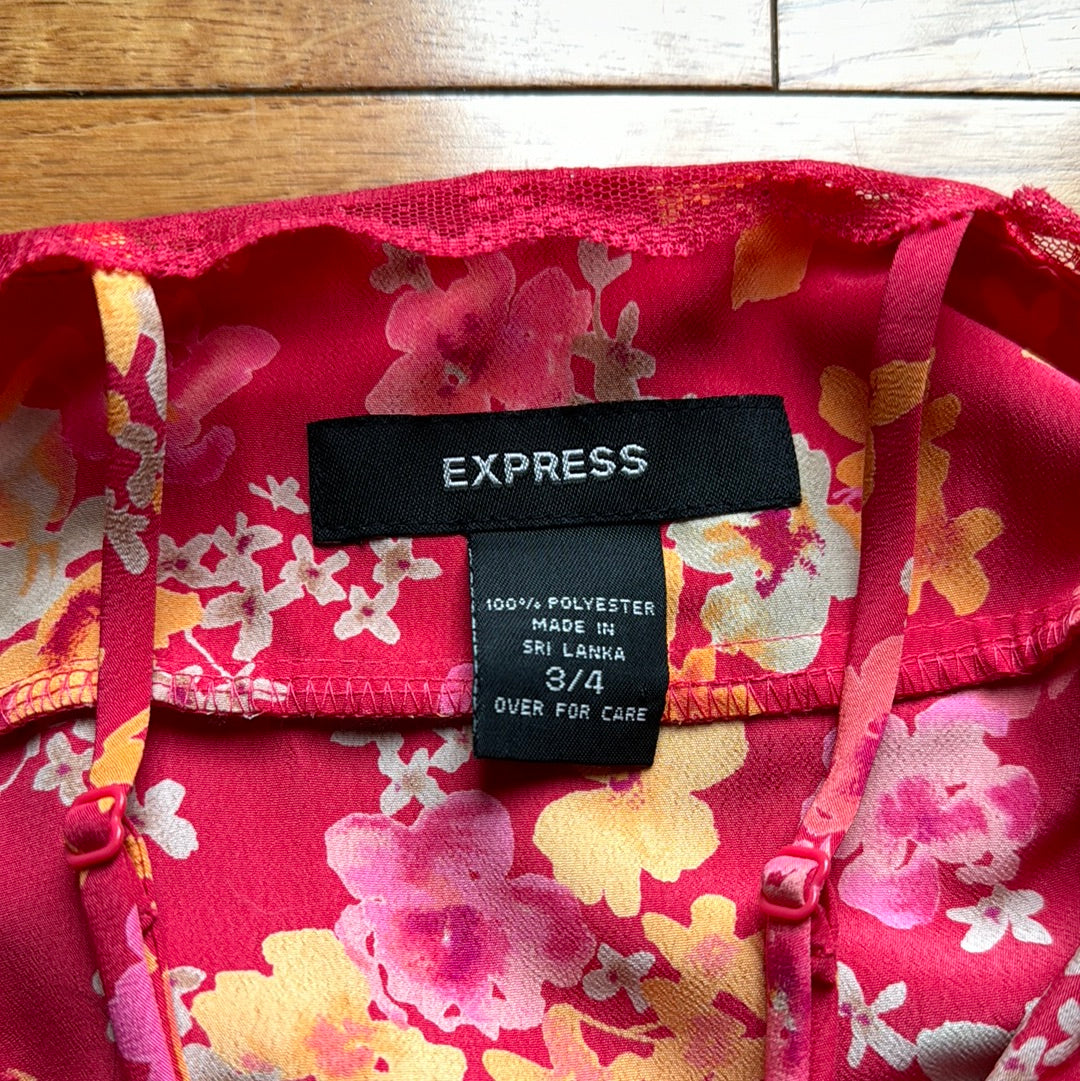 EXPRESS
100% POLYESTER
MADE IN
SRI LANKA
3/4
OVER FOR CARE